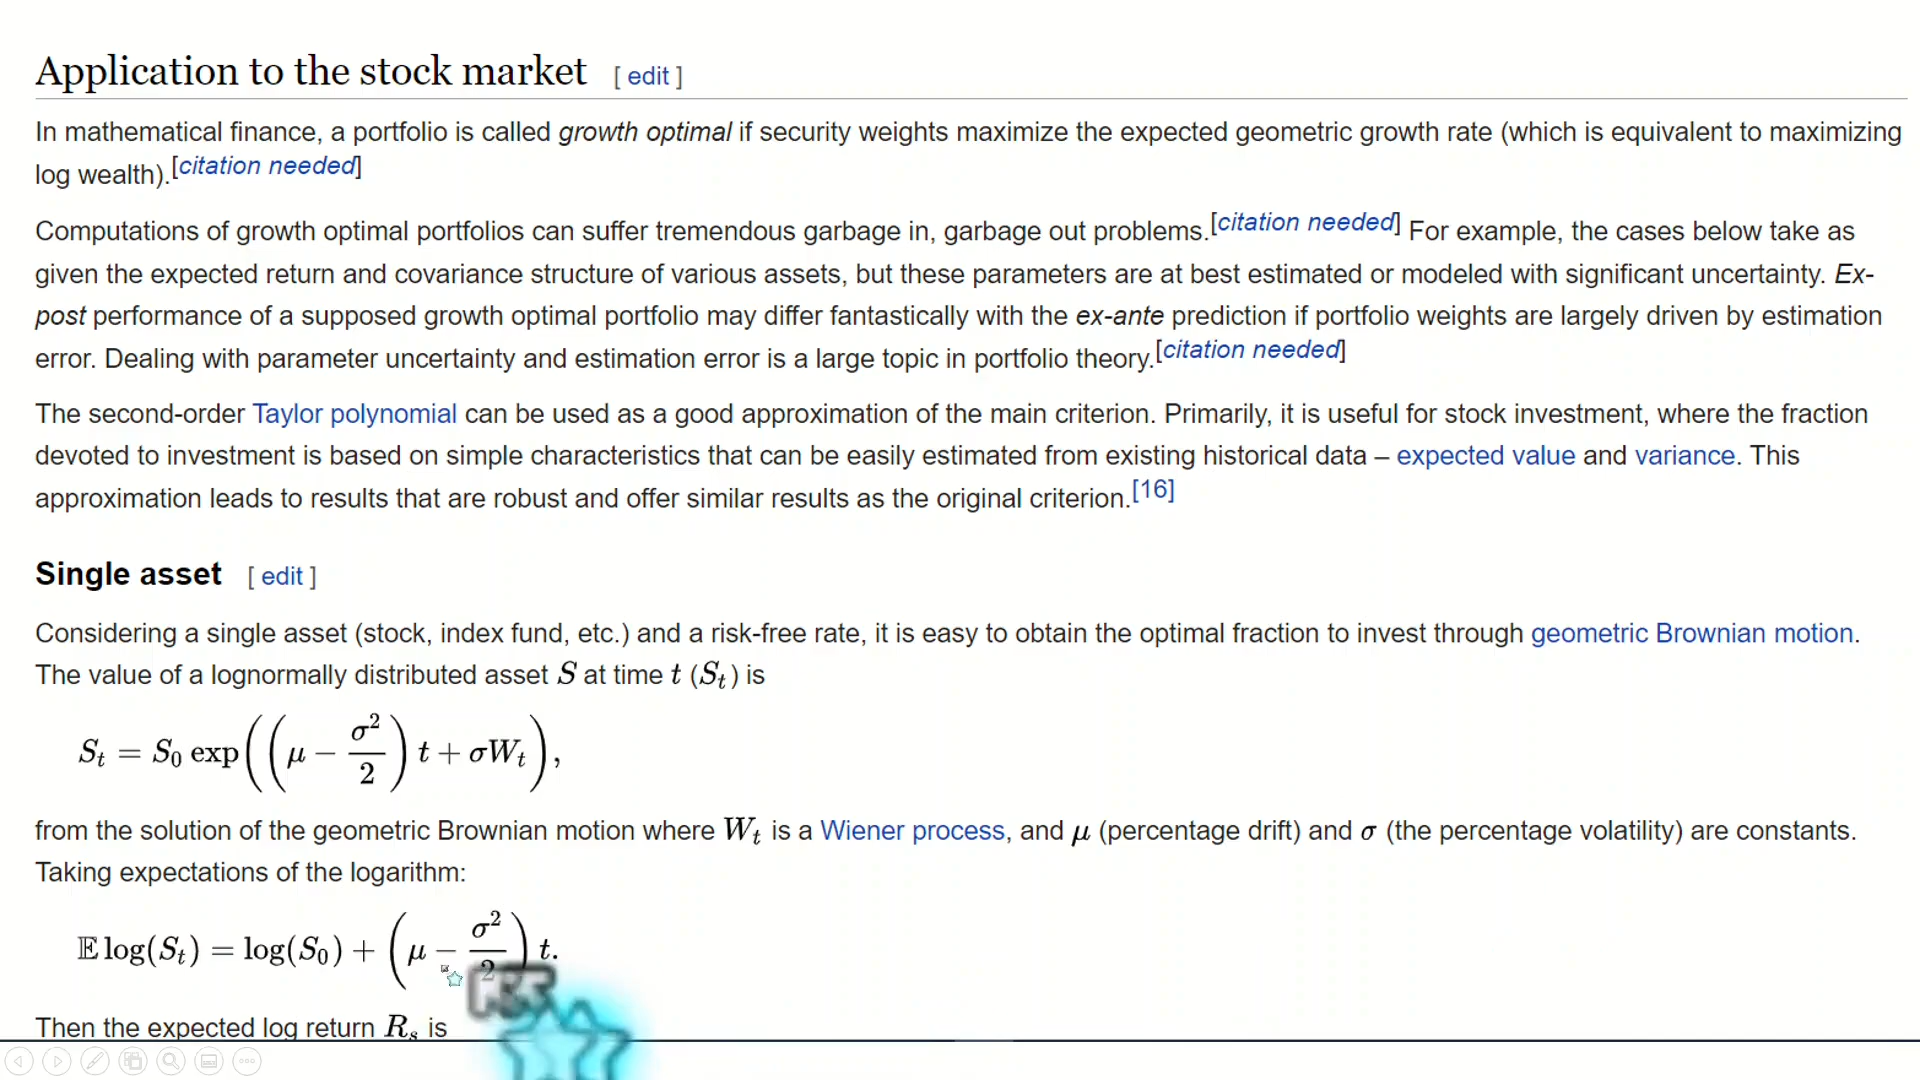 Application to the stock market [ edit ]
In mathematical finance, a portfolio is called growth optimal if security weights maximize the expected geometric growth rate (which is equivalent to maximizing
log wealth).[citation needed]
Computations of growth optimal portfolios can suffer tremendous garbage in, garbage out problems.[citation needed] For example, the cases below take as
given the expected return and covariance structure of various assets, but these parameters are at best estimated or modeled with significant uncertainty. Ex-
post performance of a supposed growth optimal portfolio may differ fantastically with the ex-ante prediction if portfolio weights are largely driven by estimation
error. Dealing with parameter uncertainty and estimation error is a large topic in portfolio theory.[citation needed]
The second-order Taylor polynomial can be used as a good approximation of the main criterion. Primarily, it is useful for stock investment, where the fraction
devoted to investment is based on simple characteristics that can be easily estimated from existing historical data – expected value and variance. This
approximation leads to results that are robust and offer similar results as the original criterion.[16]
Single asset [ edit ]
Considering a single asset (stock, index fund, etc.) and a risk-free rate, it is easy to obtain the optimal fraction to invest through geometric Brownian motion.
The value of a lognormally distributed asset S at time t (S_t) is
S_t = S_0 exp((μ − σ²/2) t + σW_t),
from the solution of the geometric Brownian motion where W_t is a Wiener process, and μ (percentage drift) and σ (the percentage volatility) are constants.
Taking expectations of the logarithm:
𝔼 log(S_t) = log(S_0) + (μ − σ²/2) t.
Then the expected log return R_s is